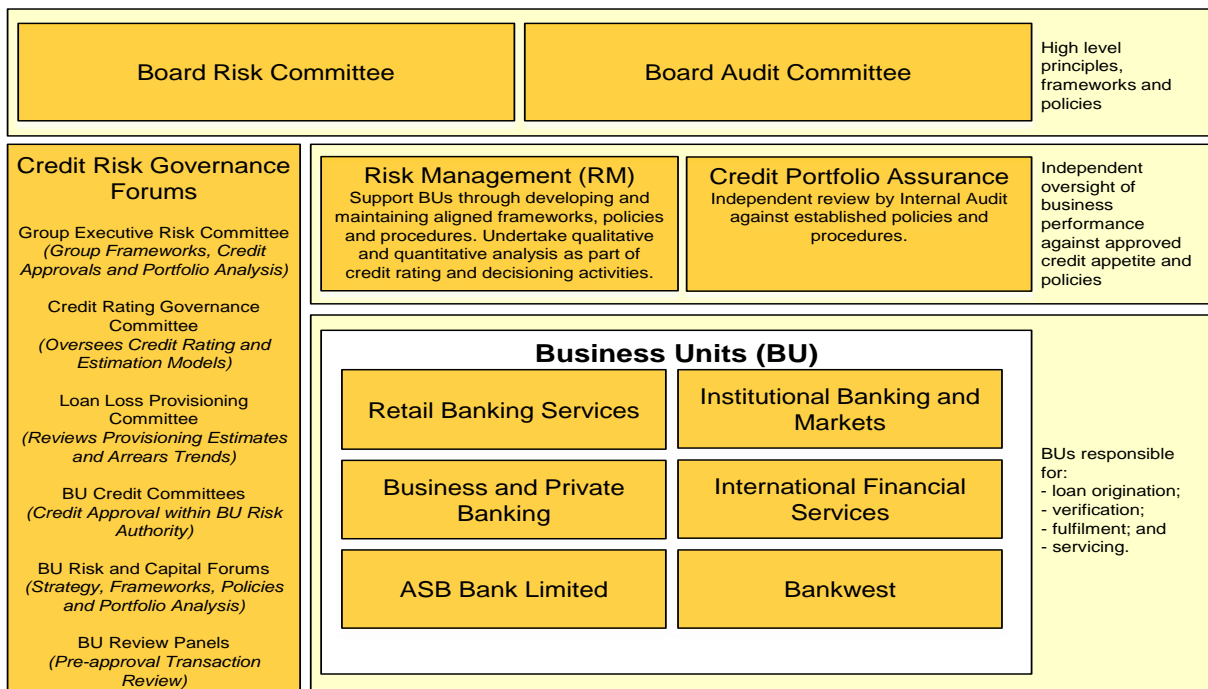 Board Risk Committee
Board Audit Committee
High level
principles,
frameworks and
policies
Credit Risk Governance
Forums
Group Executive Risk Committee
(Group Frameworks, Credit
Approvals and Portfolio Analysis)
Credit Rating Governance
Committee
(Oversees Credit Rating and
Estimation Models)
Loan Loss Provisioning
Committee
(Reviews Provisioning Estimates
and Arrears Trends)
BU Credit Committees
(Credit Approval within BU Risk
Authority)
BU Risk and Capital Forums
(Strategy, Frameworks, Policies
and Portfolio Analysis)
BU Review Panels
(Pre-approval Transaction
Review)
Risk Management (RM)
Support BUs through developing and
maintaining aligned frameworks, policies
and procedures. Undertake qualitative
and quantitative analysis as part of
credit rating and decisioning activities.
Credit Portfolio Assurance
Independent review by Internal Audit
against established policies and
procedures.
Independent
oversight of
business
performance
against approved
credit appetite and
policies
Business Units (BU)
Retail Banking Services
Institutional Banking and
Markets
Business and Private
Banking
International Financial
Services
ASB Bank Limited
Bankwest
BUs responsible
for:
- loan origination;
- verification;
- fulfilment; and
- servicing.